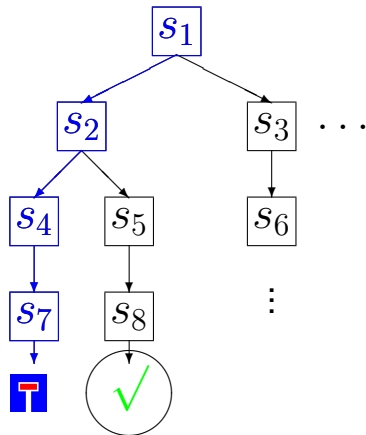 s₁
s₂ s₃ ...
s₄ s₅ s₆
s₇ s₈ ⋮
√